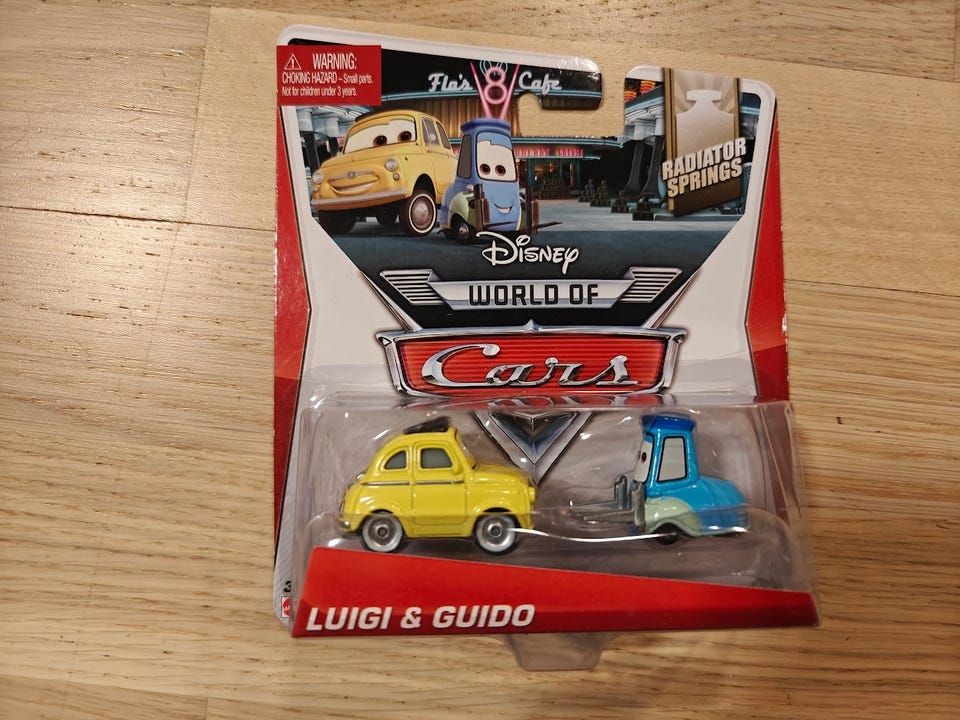 WARNING:
CHOKING HAZARD – Small parts.
Not for children under 3 years.
Flo's V8 Cafe
RADIATOR
SPRINGS
Disney
WORLD OF
Cars
LUIGI & GUIDO